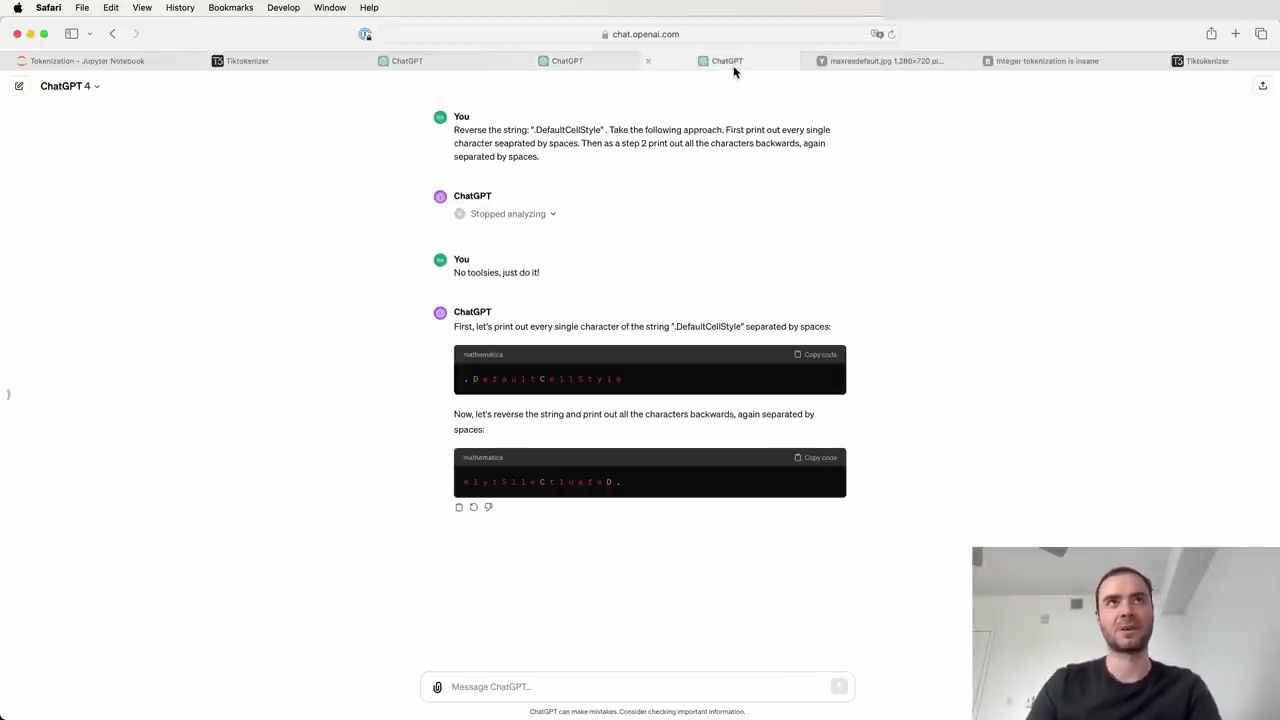 Safari File Edit View History Bookmarks Develop Window Help
chat.openai.com
Tokenization - Jupyter Notebook Tiktokenizer ChatGPT ChatGPT ChatGPT maxresdefault.jpg 1,280×720 pi... Integer tokenization is insane Tiktokenizer
ChatGPT 4
You
Reverse the string: ".DefaultCellStyle" . Take the following approach. First print out every single
character seaprated by spaces. Then as a step 2 print out all the characters backwards, again
separated by spaces.
ChatGPT
Stopped analyzing
You
No toolsies, just do it!
ChatGPT
First, let's print out every single character of the string ".DefaultCellStyle" separated by spaces:
mathematica Copy code
. D e f a u l t C e l l S t y l e
Now, let's reverse the string and print out all the characters backwards, again separated by
spaces:
mathematica Copy code
e l y t S l l e C t l u a f e D .
Message ChatGPT...
ChatGPT can make mistakes. Consider checking important information.